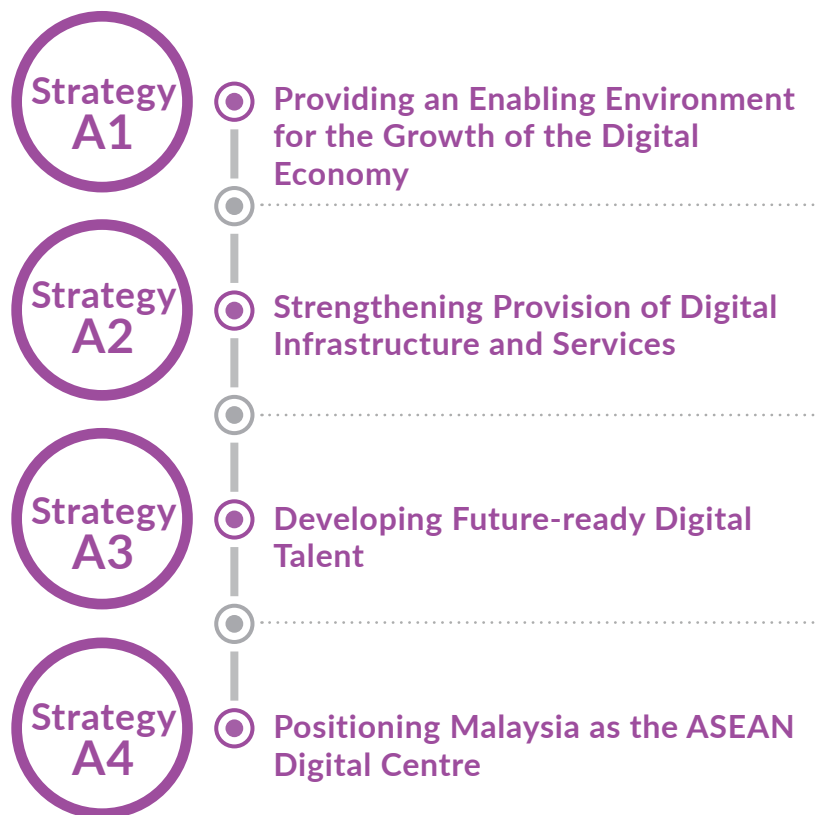 Strategy
A1
Providing an Enabling Environment
for the Growth of the Digital
Economy
Strategy
A2
Strengthening Provision of Digital
Infrastructure and Services
Strategy
A3
Developing Future-ready Digital
Talent
Strategy
A4
Positioning Malaysia as the ASEAN
Digital Centre